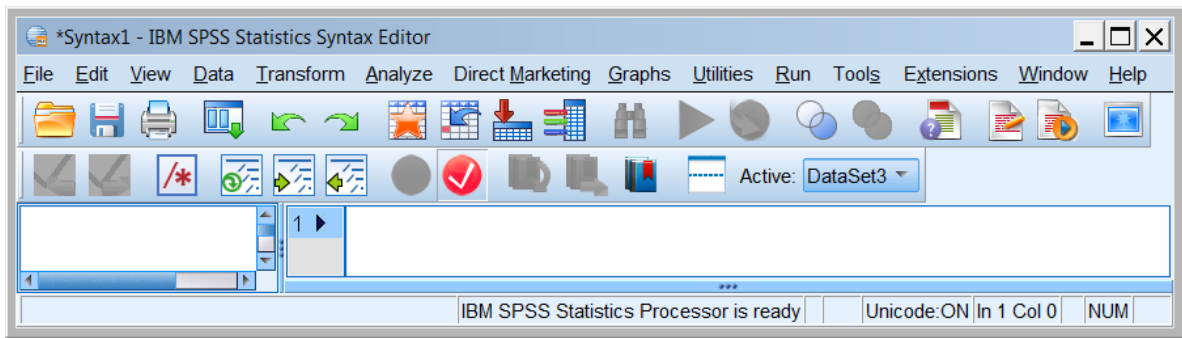 *Syntax1 - IBM SPSS Statistics Syntax Editor
File Edit View Data Transform Analyze Direct Marketing Graphs Utilities Run Tools Extensions Window Help
/*
Active: DataSet3
1
IBM SPSS Statistics Processor is ready Unicode:ON In 1 Col 0 NUM